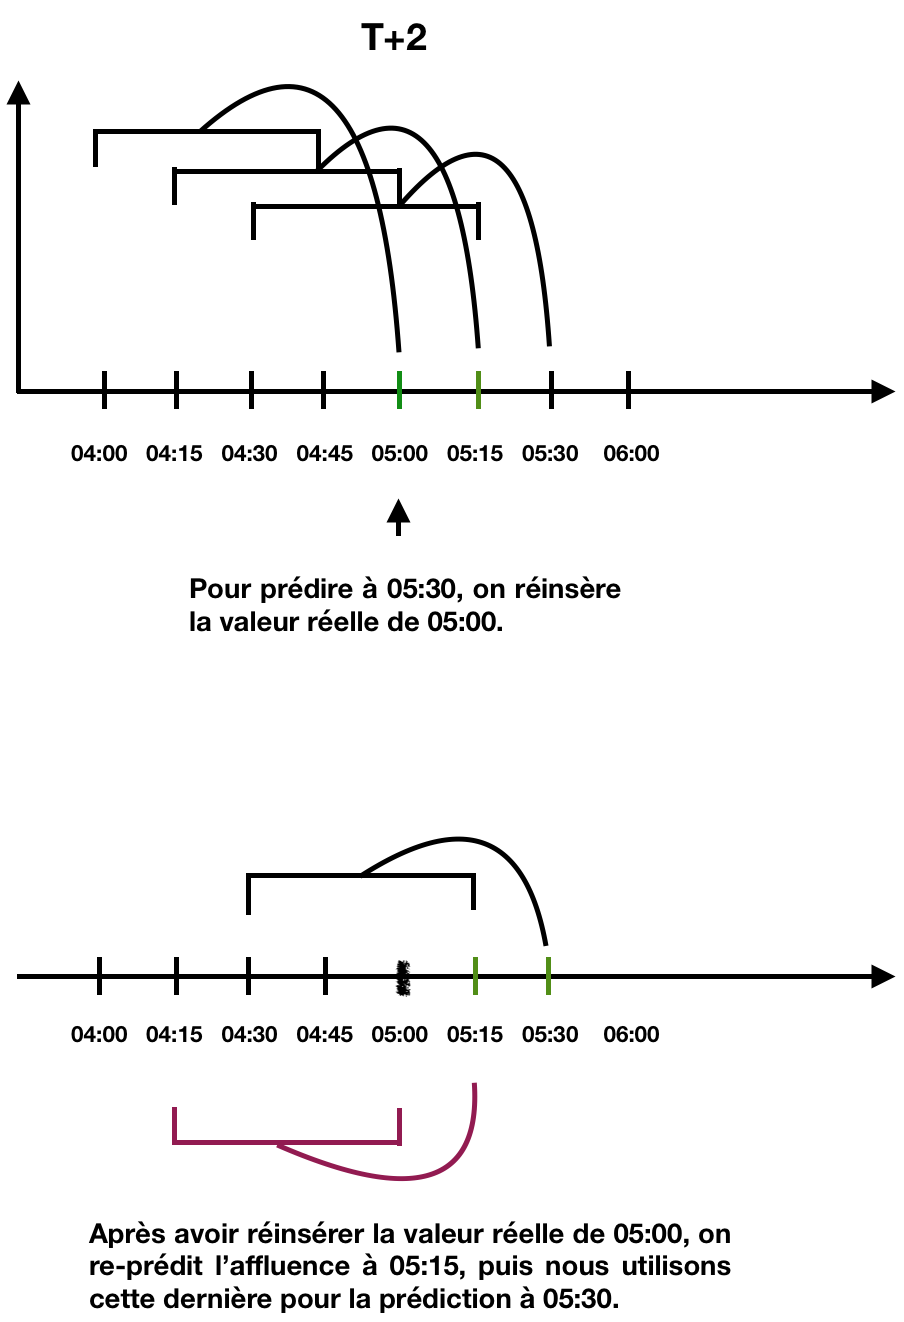 T+2
04:00 04:15 04:30 04:45 05:00 05:15 05:30 06:00
Pour prédire à 05:30, on réinsère
la valeur réelle de 05:00.
04:00 04:15 04:30 04:45 05:00 05:15 05:30 06:00
Après avoir réinsérer la valeur réelle de 05:00, on
re-prédit l’affluence à 05:15, puis nous utilisons
cette dernière pour la prédiction à 05:30.